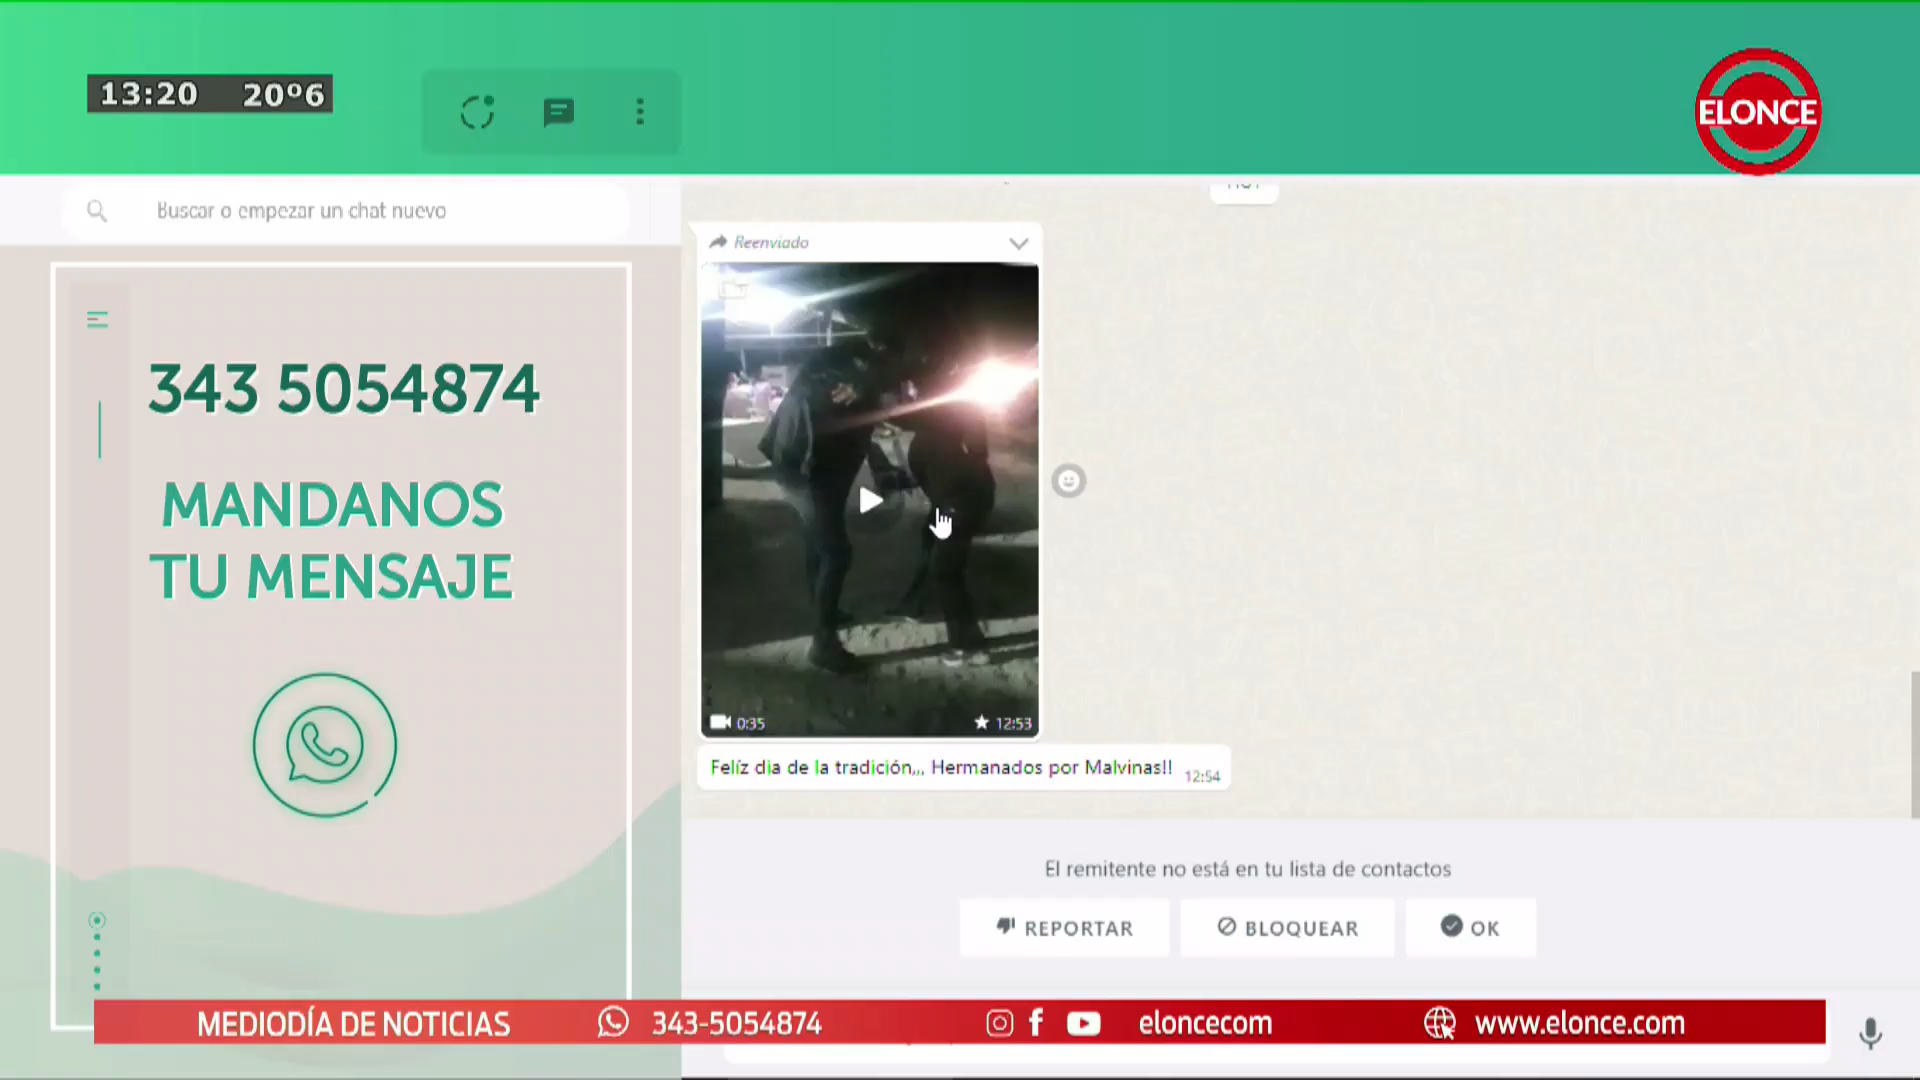 13:20 20º6
ELONCE
Buscar o empezar un chat nuevo
343 5054874
MANDANOS
TU MENSAJE
Reenviado
0:35 12:53
Felíz dia de la tradición,,, Hermanados por Malvinas!! 12:54
El remitente no está en tu lista de contactos
REPORTAR BLOQUEAR OK
MEDIODÍA DE NOTICIAS 343-5054874 eloncecom www.elonce.com